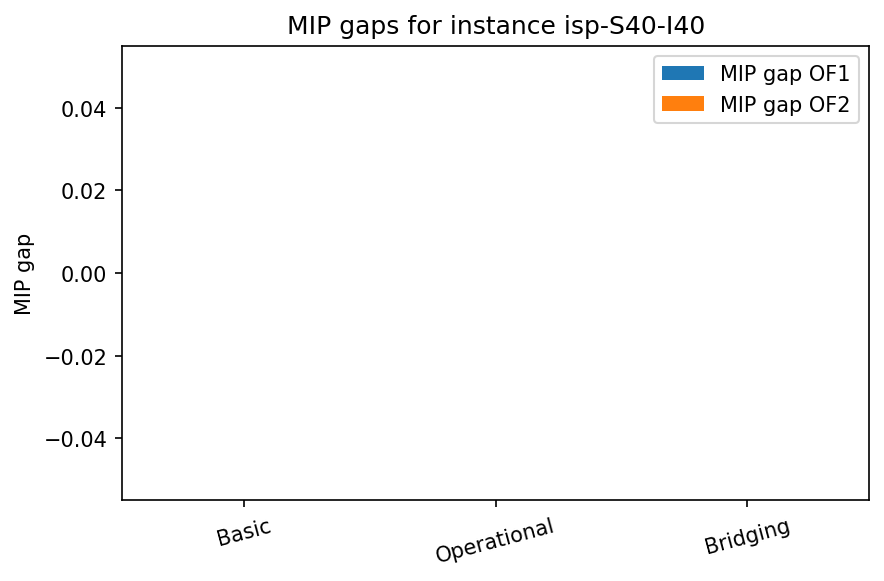 MIP gaps for instance isp-S40-I40
MIP gap OF1
MIP gap OF2
0.04
0.02
0.00
−0.02
−0.04
MIP gap
Basic
Operational
Bridging